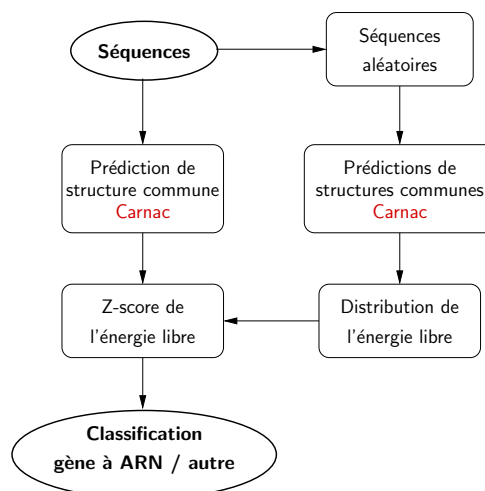 Séquences
Séquences
aléatoires
Prédiction de
structure commune
Carnac
Prédictions de
structures communes
Carnac
Z-score de
l'énergie libre
Distribution de
l'énergie libre
Classification
gène à ARN / autre